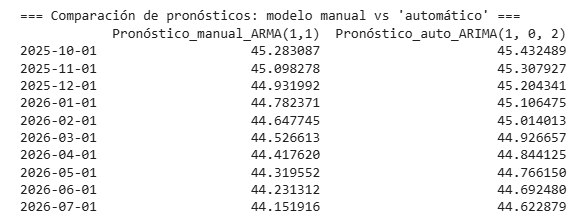 === Comparación de pronósticos: modelo manual vs 'automático' ===
Pronóstico_manual_ARMA(1,1) Pronóstico_auto_ARIMA(1, 0, 2)
2025-10-01 45.283087 45.432489
2025-11-01 45.098278 45.307927
2025-12-01 44.931992 45.204341
2026-01-01 44.782371 45.106475
2026-02-01 44.647745 45.014013
2026-03-01 44.526613 44.926657
2026-04-01 44.417620 44.844125
2026-05-01 44.319552 44.766150
2026-06-01 44.231312 44.692480
2026-07-01 44.151916 44.622879